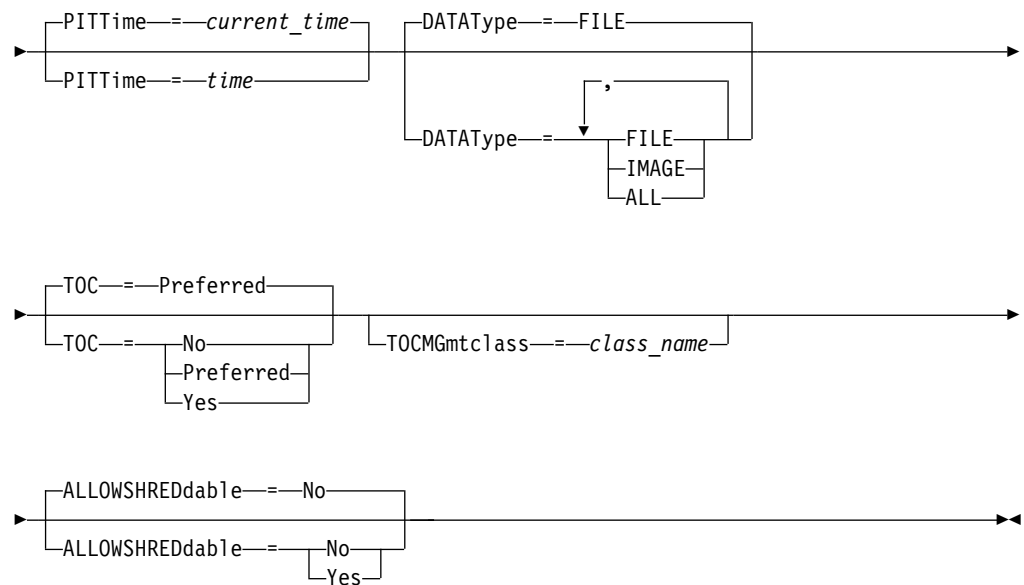 PITTime = current_time DATAType = FILE
PITTime = time ,
DATAType = FILE
IMAGE
ALL
TOC = Preferred
TOC = No TOCMGmtclass = class_name
Preferred
Yes
ALLOWSHREDdable = No
ALLOWSHREDdable = No
Yes